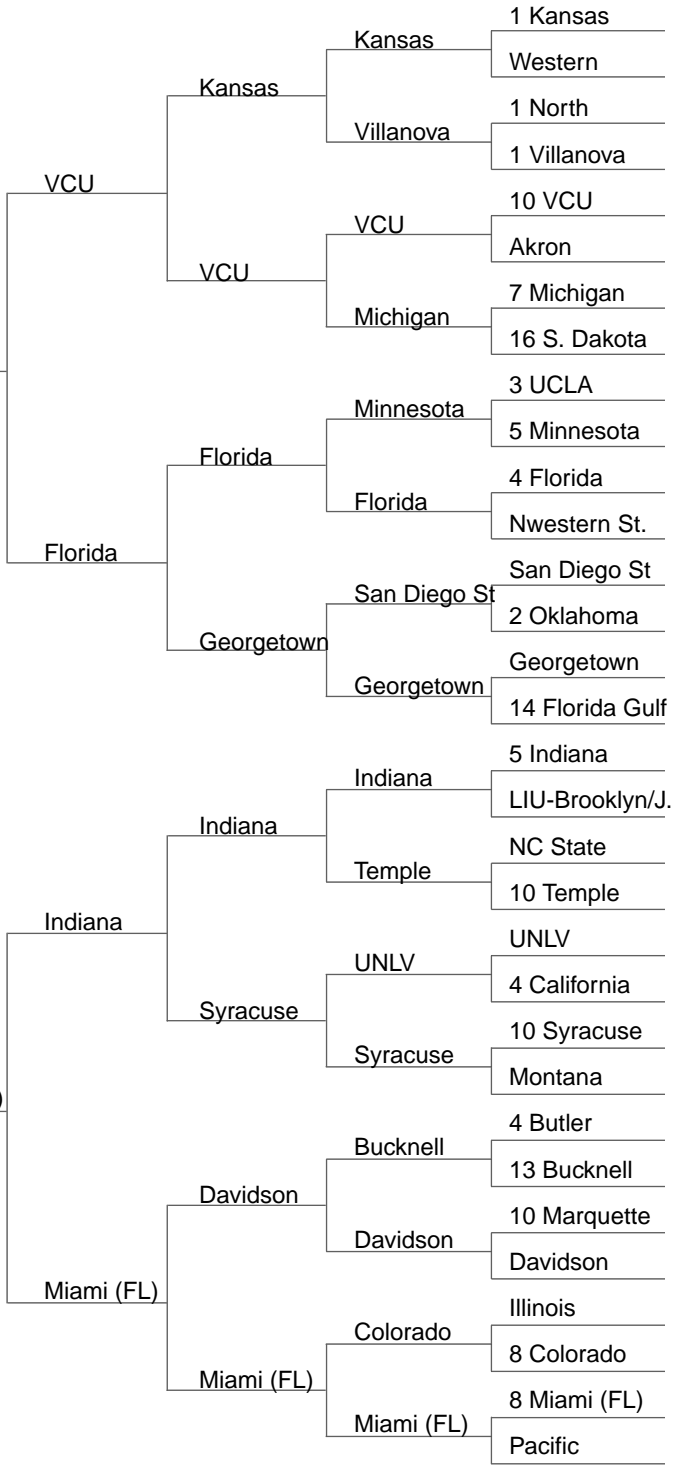 1 Kansas
Kansas
Western
Kansas
1 North
Villanova
1 Villanova
VCU
10 VCU
VCU
Akron
VCU
7 Michigan
Michigan
16 S. Dakota
3 UCLA
Minnesota
5 Minnesota
Florida
4 Florida
Florida
Nwestern St.
Florida
San Diego St
San Diego St
2 Oklahoma
Georgetown
Georgetown
Georgetown
14 Florida Gulf
5 Indiana
Indiana
LIU-Brooklyn/J.
Indiana
NC State
Temple
10 Temple
Indiana
UNLV
UNLV
4 California
Syracuse
10 Syracuse
Syracuse
Montana
)
4 Butler
Bucknell
13 Bucknell
Davidson
10 Marquette
Davidson
Davidson
Miami (FL)
Illinois
Colorado
8 Colorado
Miami (FL)
8 Miami (FL)
Miami (FL)
Pacific